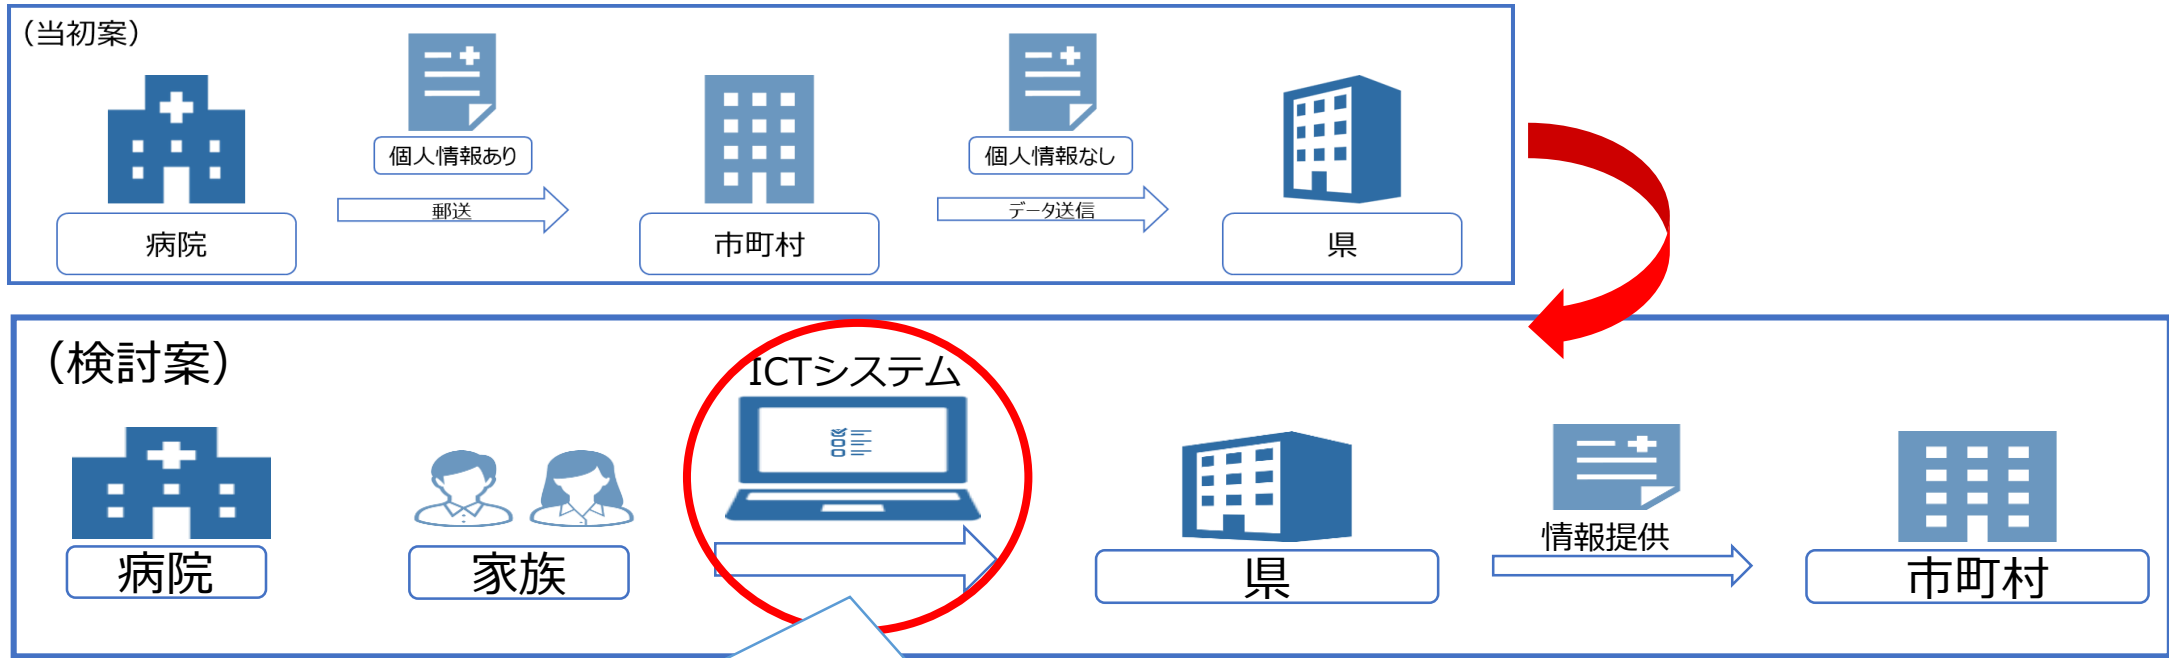 （当初案）
個人情報あり
個人情報なし
郵送
データ送信
病院
市町村
県
（検討案）
ICTシステム
情報提供
病院
家族
県
市町村